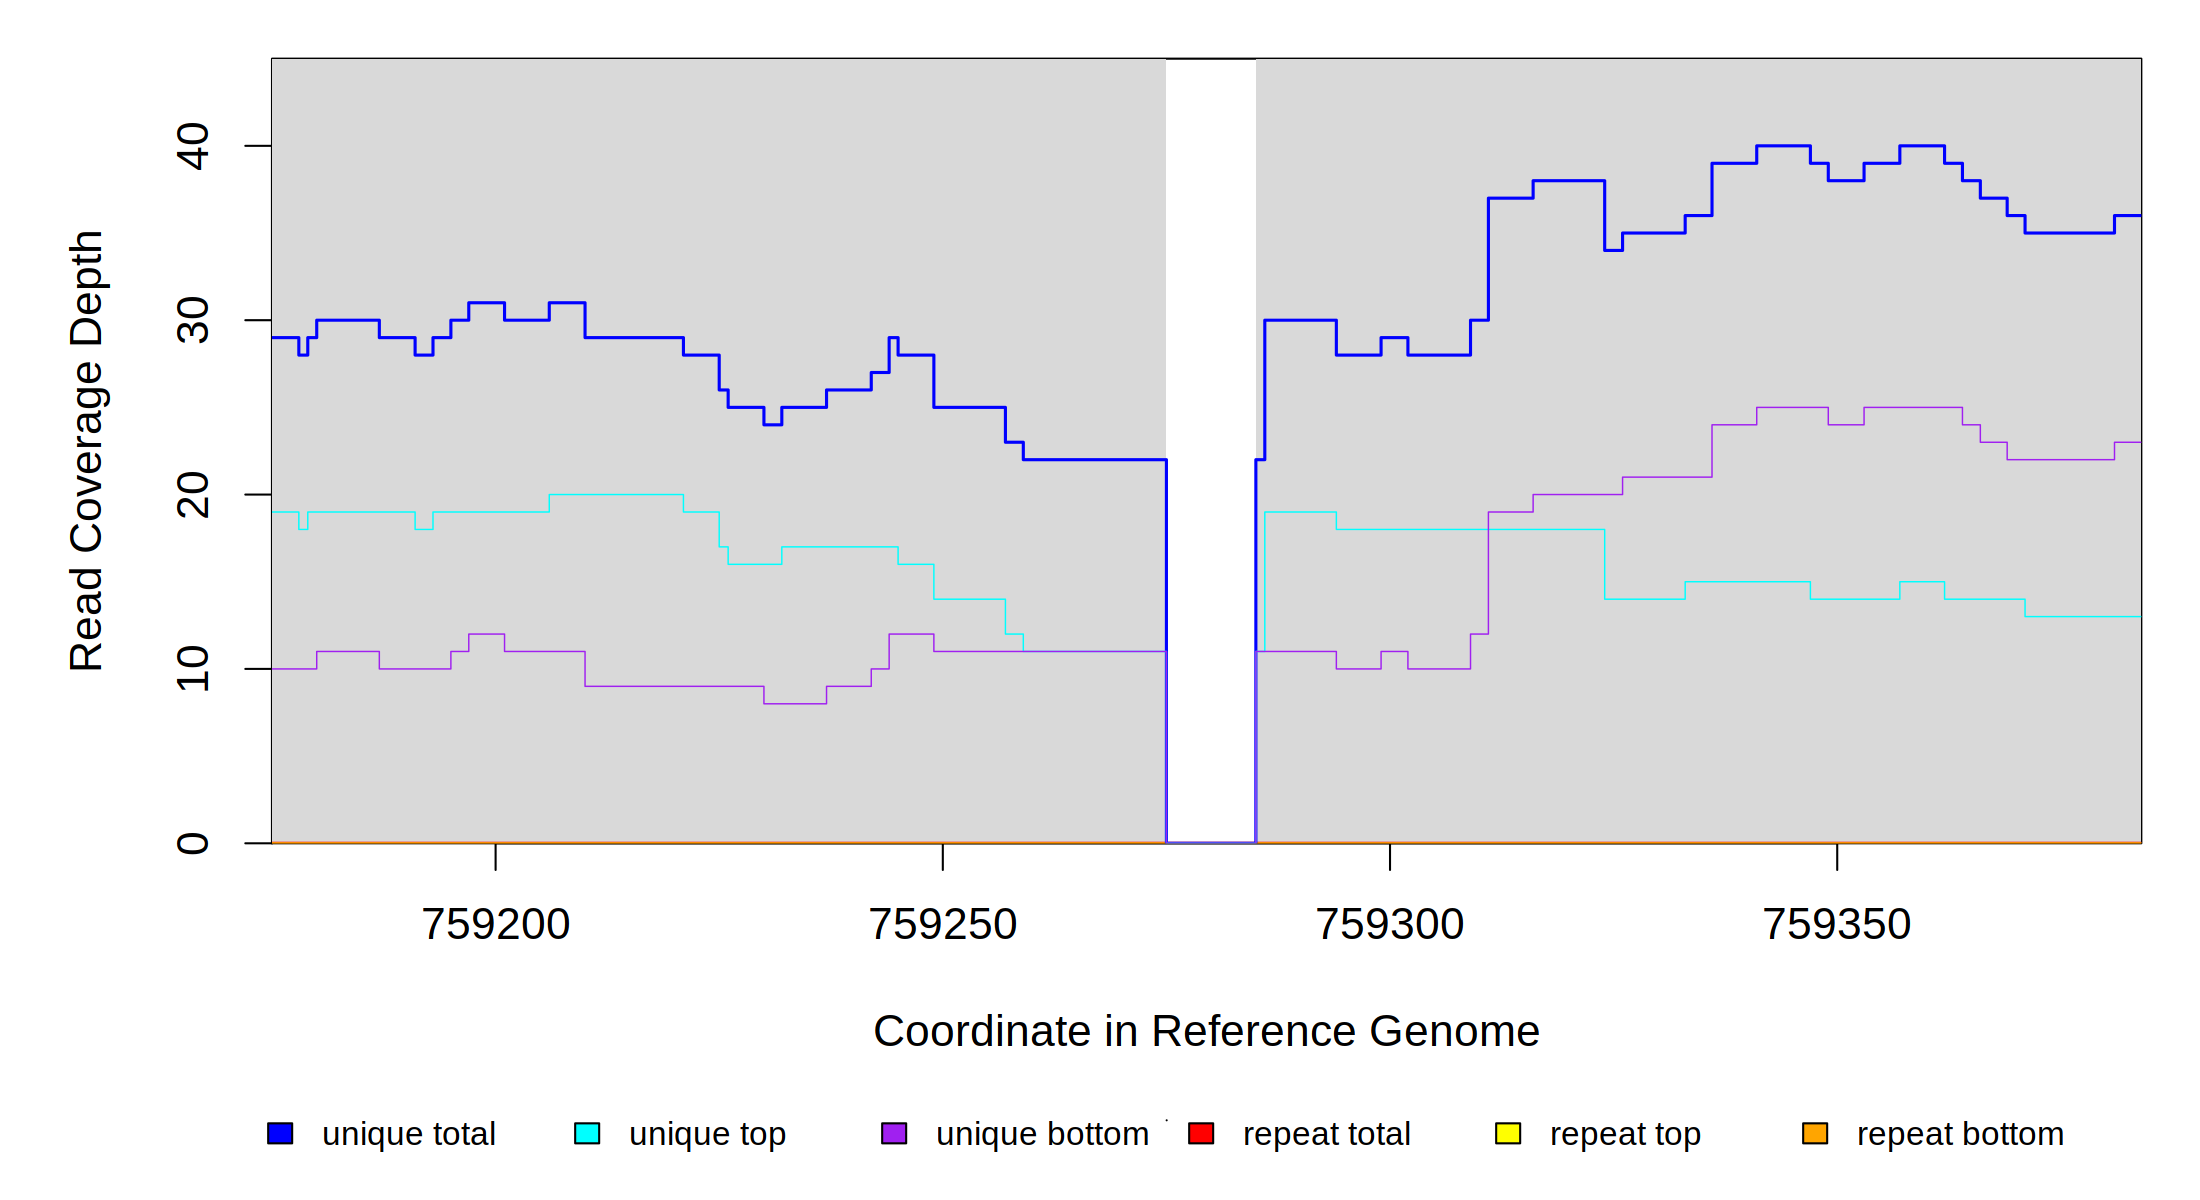 40
30
20
10
0
Read Coverage Depth
759200 759250 759300 759350
Coordinate in Reference Genome
unique total unique top unique bottom repeat total repeat top repeat bottom